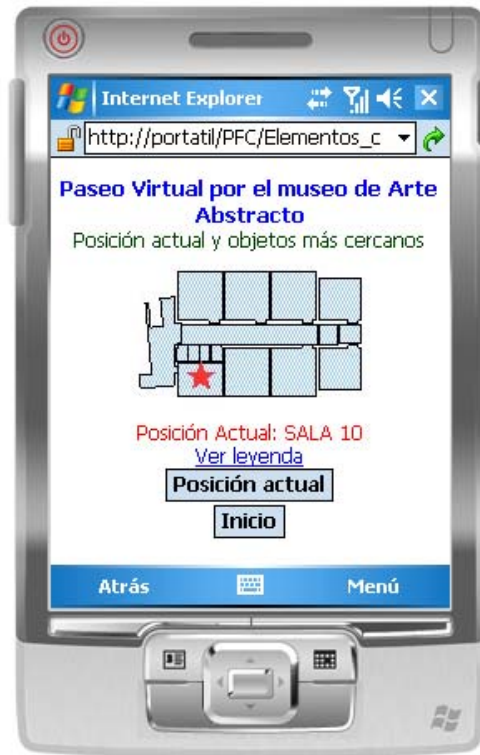 Internet Explorer
http://portatil/PFC/Elementos_c
Paseo Virtual por el museo de Arte
Abstracto
Posición actual y objetos más cercanos
Posición Actual: SALA 10
Ver leyenda
Posición actual
Inicio
Atrás Menú